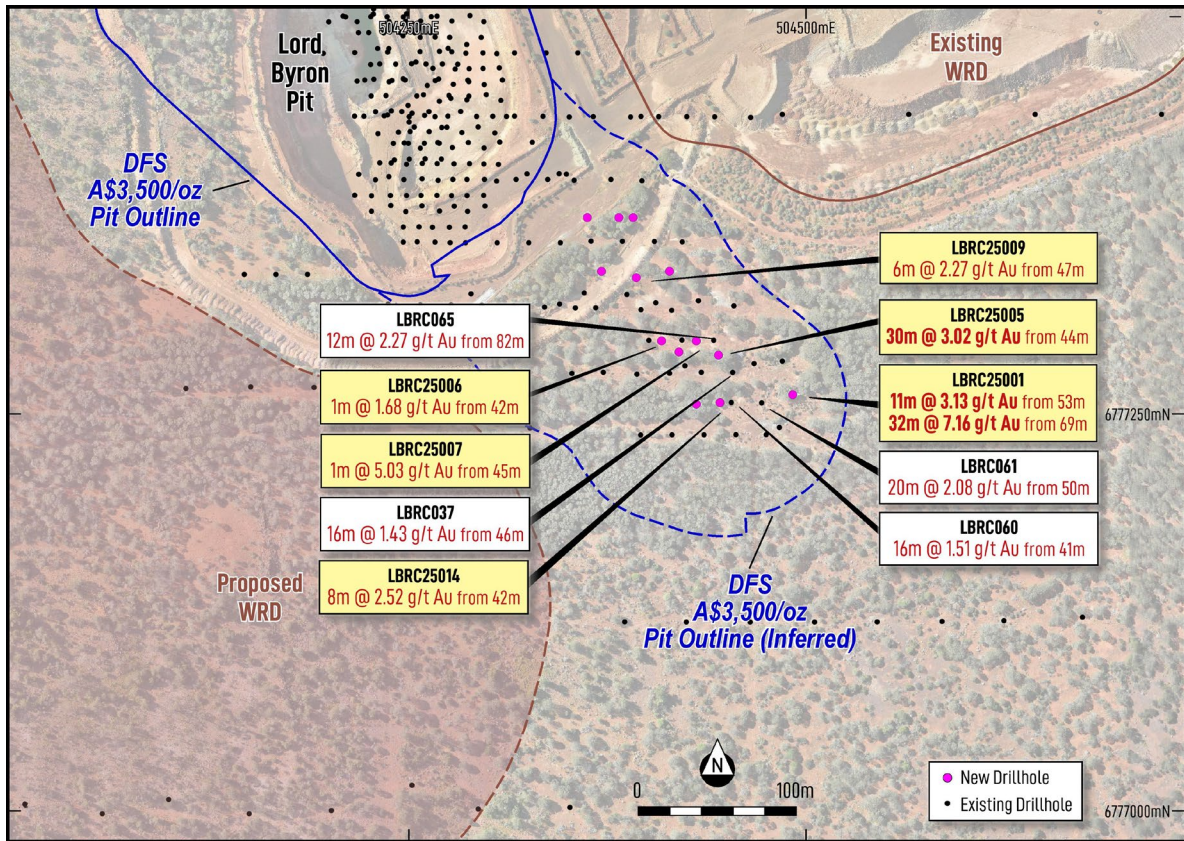 504250mE
504500mE
Lord
Byron
Pit
Existing
WRD
DFS
A$3,500/oz
Pit Outline
LBRC25009
6m @ 2.27 g/t Au from 47m
LBRC065
12m @ 2.27 g/t Au from 82m
LBRC25005
30m @ 3.02 g/t Au from 44m
LBRC25006
1m @ 1.68 g/t Au from 42m
LBRC25001
11m @ 3.13 g/t Au from 53m
32m @ 7.16 g/t Au from 69m
6777250mN
LBRC25007
1m @ 5.03 g/t Au from 45m
LBRC061
20m @ 2.08 g/t Au from 50m
LBRC037
16m @ 1.43 g/t Au from 46m
LBRC060
16m @ 1.51 g/t Au from 41m
LBRC25014
8m @ 2.52 g/t Au from 42m
Proposed
WRD
DFS
A$3,500/oz
Pit Outline (Inferred)
N
0 100m
New Drillhole
Existing Drillhole
6777000mN